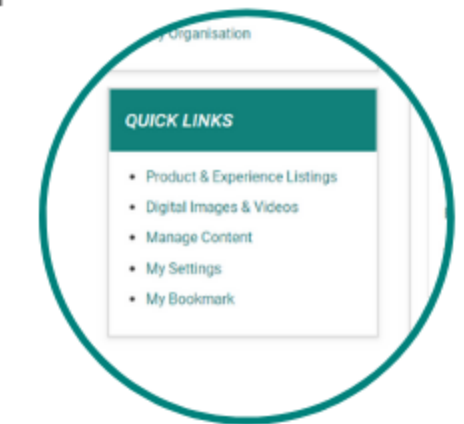 Organisation
QUICK LINKS
• Product & Experience Listings
• Digital Images & Videos
• Manage Content
• My Settings
• My Bookmark